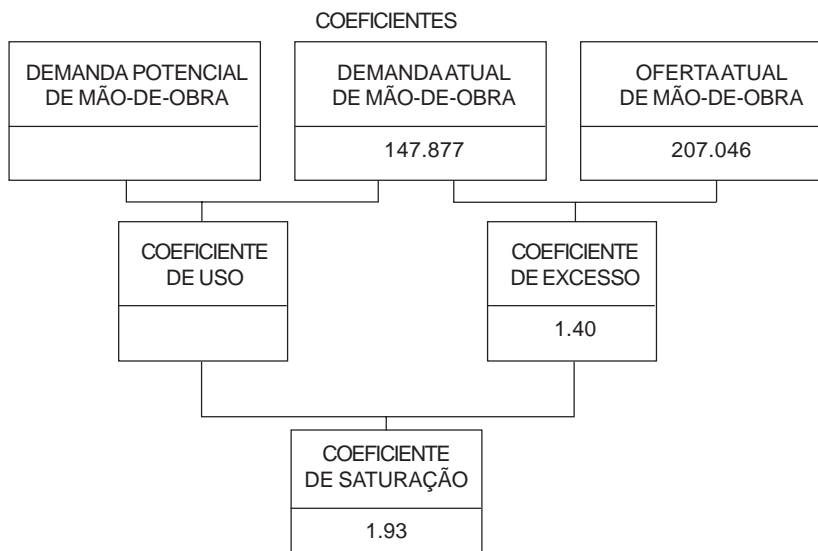 COEFICIENTES
DEMANDA POTENCIAL
DE MÃO-DE-OBRA
DEMANDA ATUAL
DE MÃO-DE-OBRA
147.877
OFERTA ATUAL
DE MÃO-DE-OBRA
207.046
COEFICIENTE
DE USO
COEFICIENTE
DE EXCESSO
1.40
COEFICIENTE
DE SATURAÇÃO
1.93